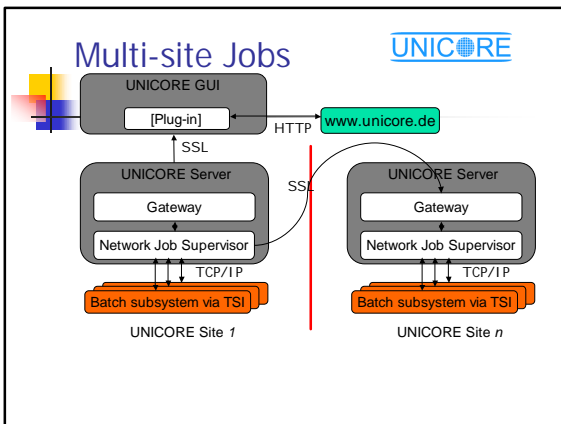 Multi-site Jobs
UNICORE
UNICORE GUI
[Plug-in]
HTTP
www.unicore.de
SSL
UNICORE Server
Gateway
Network Job Supervisor
TCP/IP
Batch subsystem via TSI
UNICORE Site 1
SSL
UNICORE Server
Gateway
Network Job Supervisor
TCP/IP
Batch subsystem via TSI
UNICORE Site n